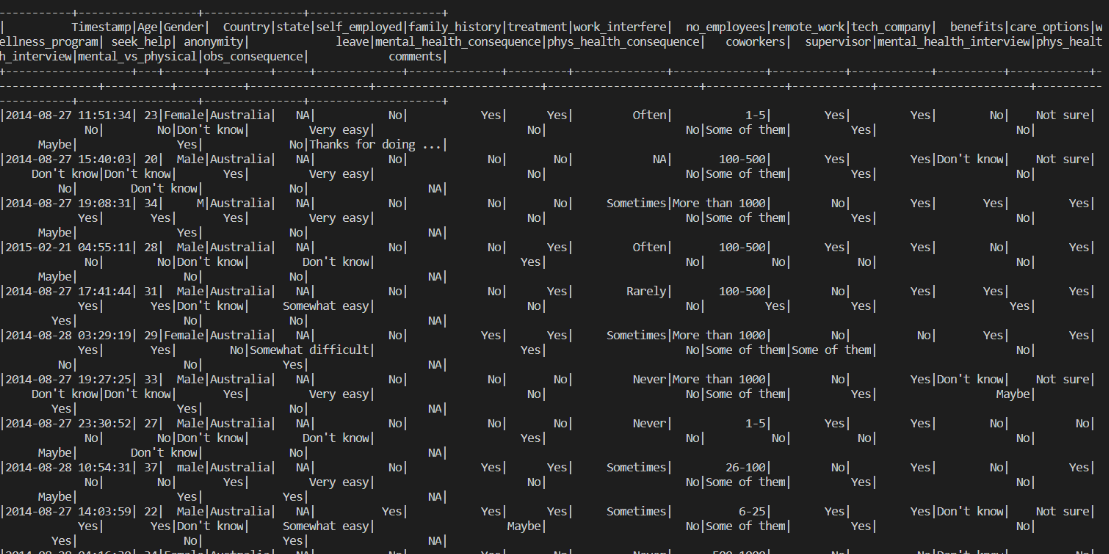 | Timestamp|Age|Gender| Country|state|self_employed|family_history|treatment|work_interfere| no_employees|remote_work|tech_company| benefits|care_options|w
ellness_program| seek_help| anonymity| leave|mental_health_consequence|phys_health_consequence| coworkers| supervisor|mental_health_interview|phys_healt
h_interview|mental_vs_physical|obs_consequence| comments|
|2014-08-27 11:51:34| 23|Female|Australia| NA| No| Yes| Yes| Often| 1-5| Yes| Yes| No| Not sure|
No| No|Don't know| Very easy| No| No|Some of them| Yes| No|
Maybe| Yes| No|Thanks for doing ...|
|2014-08-27 15:40:03| 20| Male|Australia| NA| No| No| No| NA| 100-500| Yes| Yes|Don't know| Not sure|
Don't know|Don't know| Yes| Very easy| No| No|Some of them| Yes| No|
No| Don't know| No| NA|
|2014-08-27 19:08:31| 34| M|Australia| NA| No| No| No| Sometimes|More than 1000| No| Yes| Yes| Yes|
Yes| Yes| Yes| Very easy| No| No|Some of them| Yes| No|
Maybe| Yes| No| NA|
|2015-02-21 04:55:11| 28| Male|Australia| NA| No| No| Yes| Often| 100-500| Yes| Yes| No| Yes|
No| No|Don't know| Don't know| Yes| No| No| No| No|
Maybe| No| No| NA|
|2014-08-27 17:41:44| 31| Male|Australia| NA| No| No| Yes| Rarely| 100-500| No| Yes| Yes| Yes|
Yes| Yes|Don't know| Somewhat easy| No| No| Yes| Yes| Yes|
Yes| No| No| NA|
|2014-08-28 03:29:19| 29|Female|Australia| NA| No| Yes| Yes| Sometimes|More than 1000| No| No| Yes| Yes|
Yes| Yes| No|Somewhat difficult| Yes| No|Some of them|Some of them| No|
No| No| Yes| NA|
|2014-08-27 19:27:25| 33| Male|Australia| NA| No| No| No| Never|More than 1000| No| Yes|Don't know| Not sure|
Don't know|Don't know| Yes| Very easy| No| No|Some of them| Yes| Maybe|
Yes| Yes| No| NA|
|2014-08-27 23:30:52| 27| Male|Australia| NA| No| No| No| Never| 1-5| Yes| Yes| No| No|
No| No|Don't know| Don't know| Yes| No| No| No| No|
Maybe| Don't know| No| NA|
|2014-08-28 10:54:31| 37| male|Australia| NA| No| Yes| Yes| Sometimes| 26-100| No| Yes| No| Yes|
No| No| Yes| Very easy| No| No|Some of them| Yes| No|
Maybe| Yes| Yes| NA|
|2014-08-27 14:03:59| 22| Male|Australia| NA| Yes| Yes| Yes| Sometimes| 6-25| Yes| Yes|Don't know| Not sure|
Yes| Yes|Don't know| Somewhat easy| Maybe| No|Some of them| Yes| No|
Yes| No| Yes| NA|